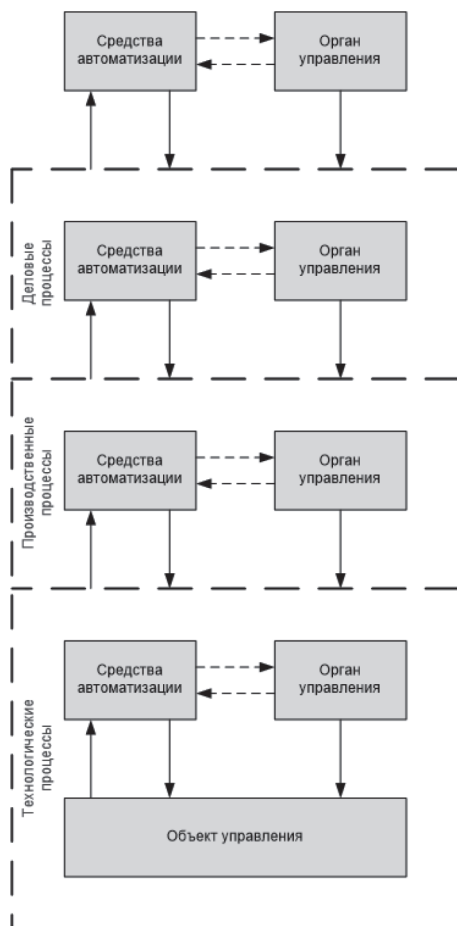 Средства
автоматизации
Орган
управления
Деловые
процессы
Средства
автоматизации
Орган
управления
Производственные
процессы
Средства
автоматизации
Орган
управления
Технологические
процессы
Средства
автоматизации
Орган
управления
Объект управления